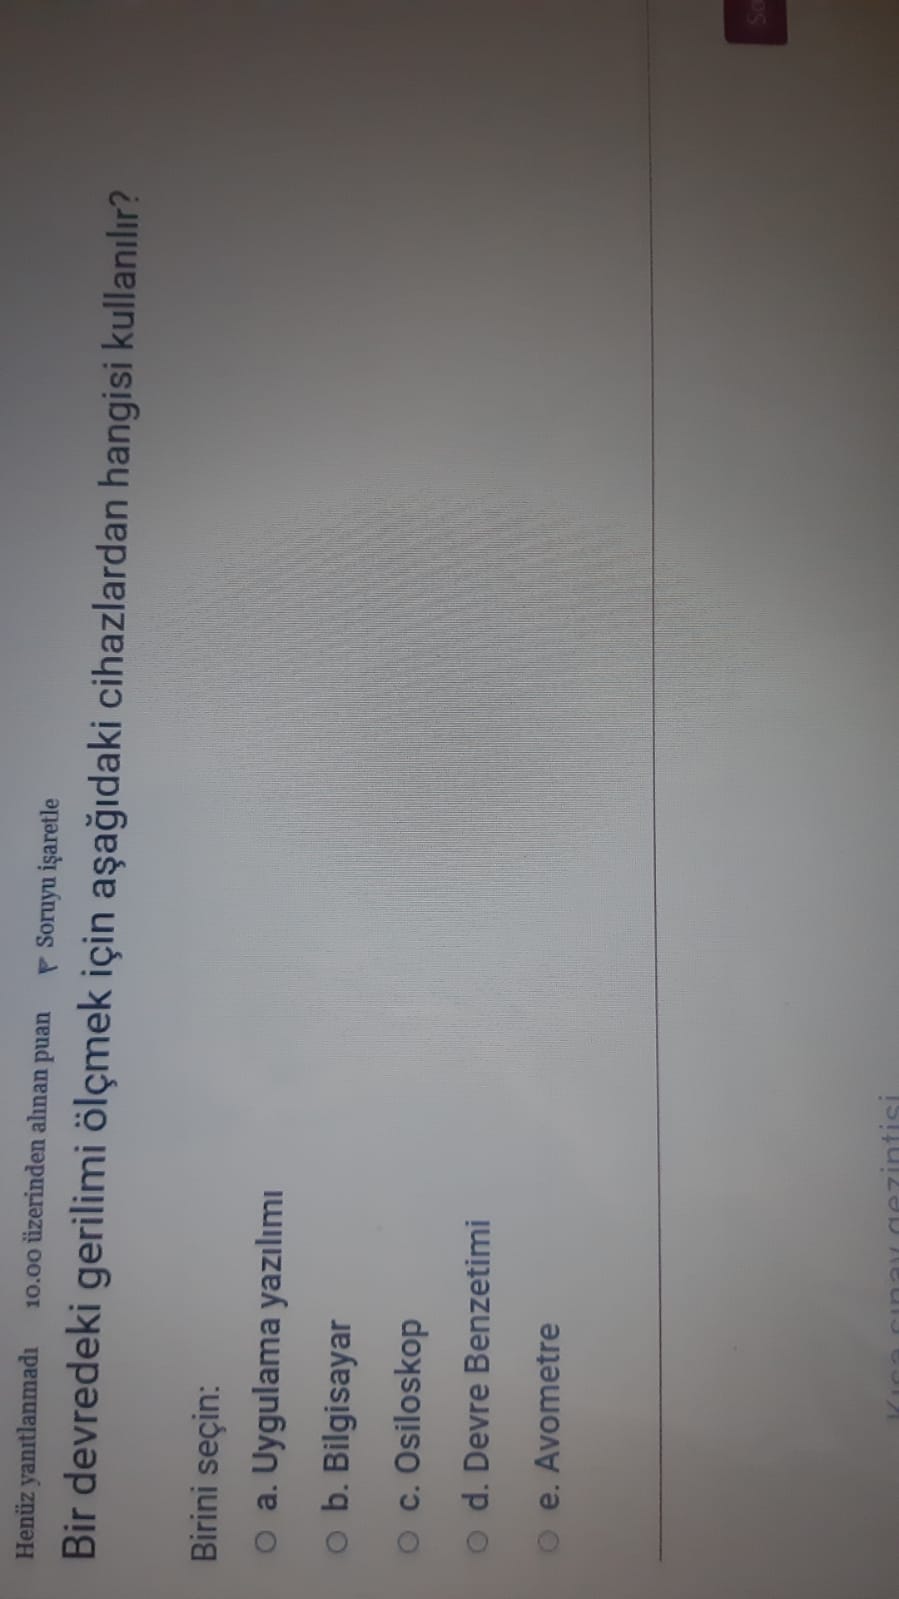 Henüz yanıtlanmadı 10.00 üzerinden alınan puan Soruyu işaretle
Bir devredeki gerilimi ölçmek için aşağıdaki cihazlardan hangisi kullanılır?
Birini seçin:
a. Uygulama yazılımı
b. Bilgisayar
c. Osiloskop
d. Devre Benzetimi
e. Avometre
Kısa sınav gezintisi